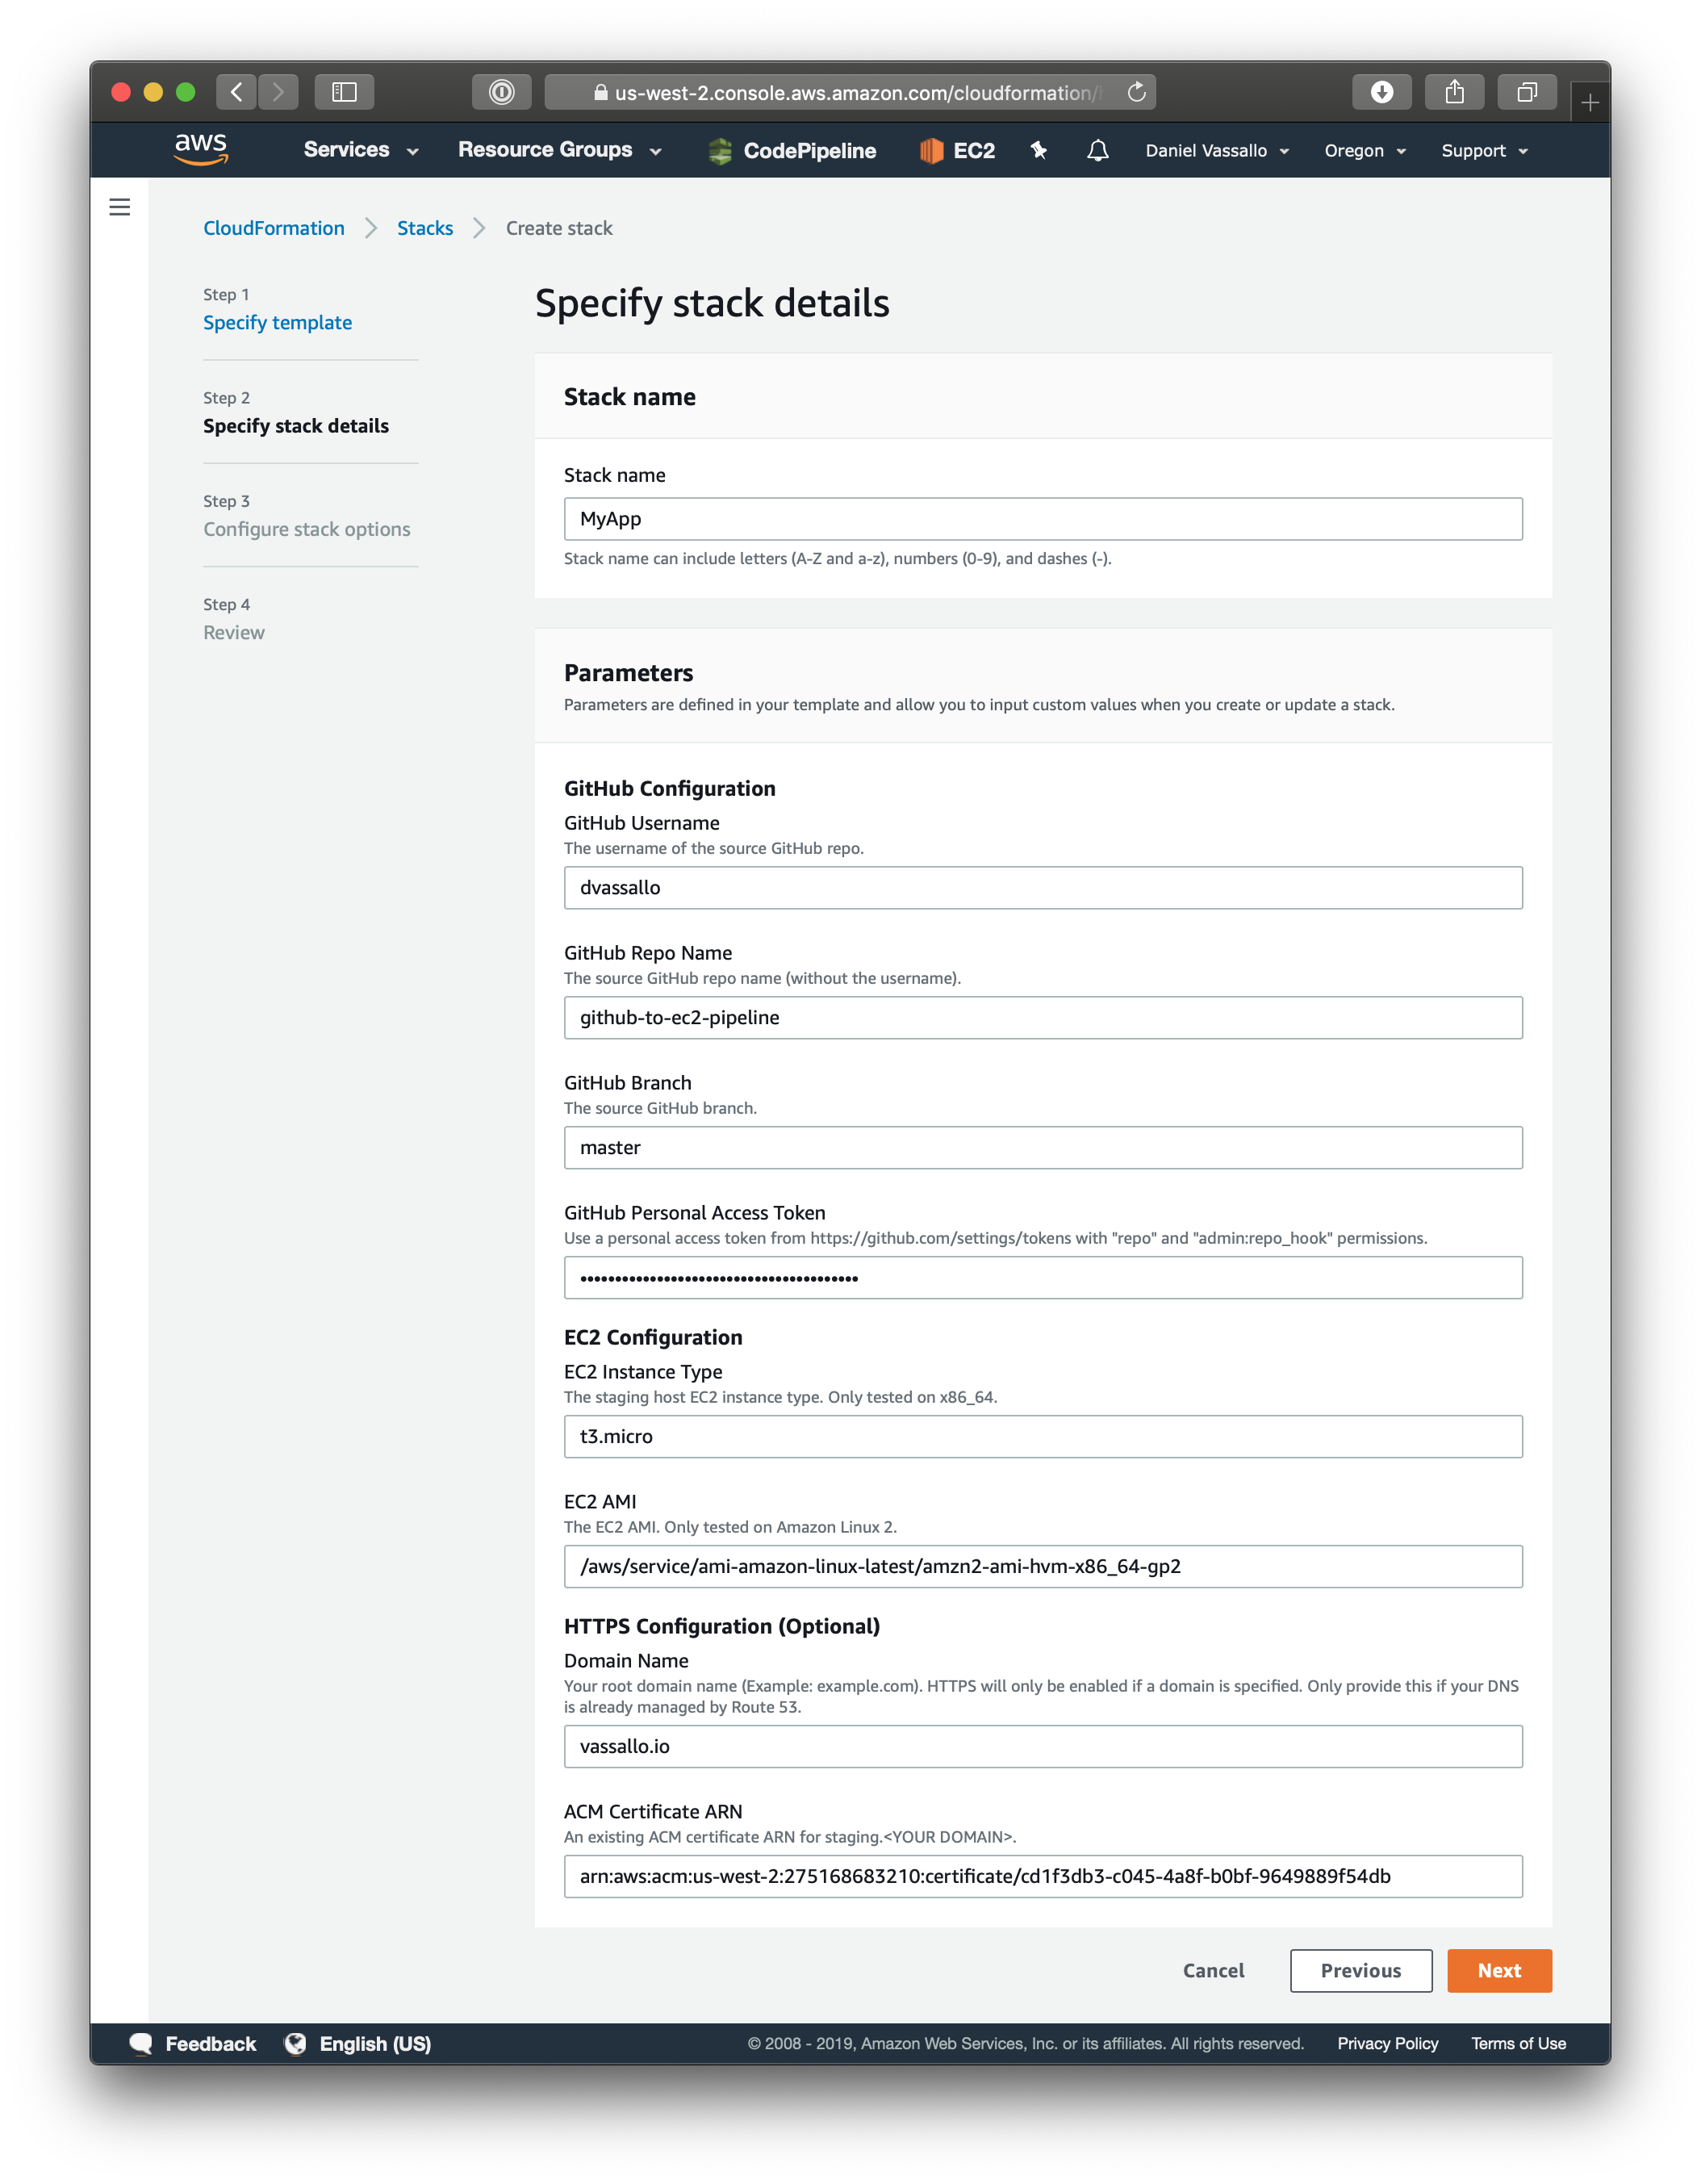 us-west-2.console.aws.amazon.com/cloudformation/
aws Services Resource Groups CodePipeline EC2 Daniel Vassallo Oregon Support
CloudFormation Stacks Create stack
Step 1
Specify template
Step 2
Specify stack details
Step 3
Configure stack options
Step 4
Review
Specify stack details
Stack name
Stack name
MyApp
Stack name can include letters (A-Z and a-z), numbers (0-9), and dashes (-).
Parameters
Parameters are defined in your template and allow you to input custom values when you create or update a stack.
GitHub Configuration
GitHub Username
The username of the source GitHub repo.
dvassallo
GitHub Repo Name
The source GitHub repo name (without the username).
github-to-ec2-pipeline
GitHub Branch
The source GitHub branch.
master
GitHub Personal Access Token
Use a personal access token from https://github.com/settings/tokens with "repo" and "admin:repo_hook" permissions.
••••••••••••••••••••••••••••••••••••••••
EC2 Configuration
EC2 Instance Type
The staging host EC2 instance type. Only tested on x86_64.
t3.micro
EC2 AMI
The EC2 AMI. Only tested on Amazon Linux 2.
/aws/service/ami-amazon-linux-latest/amzn2-ami-hvm-x86_64-gp2
HTTPS Configuration (Optional)
Domain Name
Your root domain name (Example: example.com). HTTPS will only be enabled if a domain is specified. Only provide this if your DNS
is already managed by Route 53.
vassallo.io
ACM Certificate ARN
An existing ACM certificate ARN for staging.<YOUR DOMAIN>.
arn:aws:acm:us-west-2:275168683210:certificate/cd1f3db3-c045-4a8f-b0bf-9649889f54db
Cancel Previous Next
Feedback English (US) © 2008 - 2019, Amazon Web Services, Inc. or its affiliates. All rights reserved. Privacy Policy Terms of Use